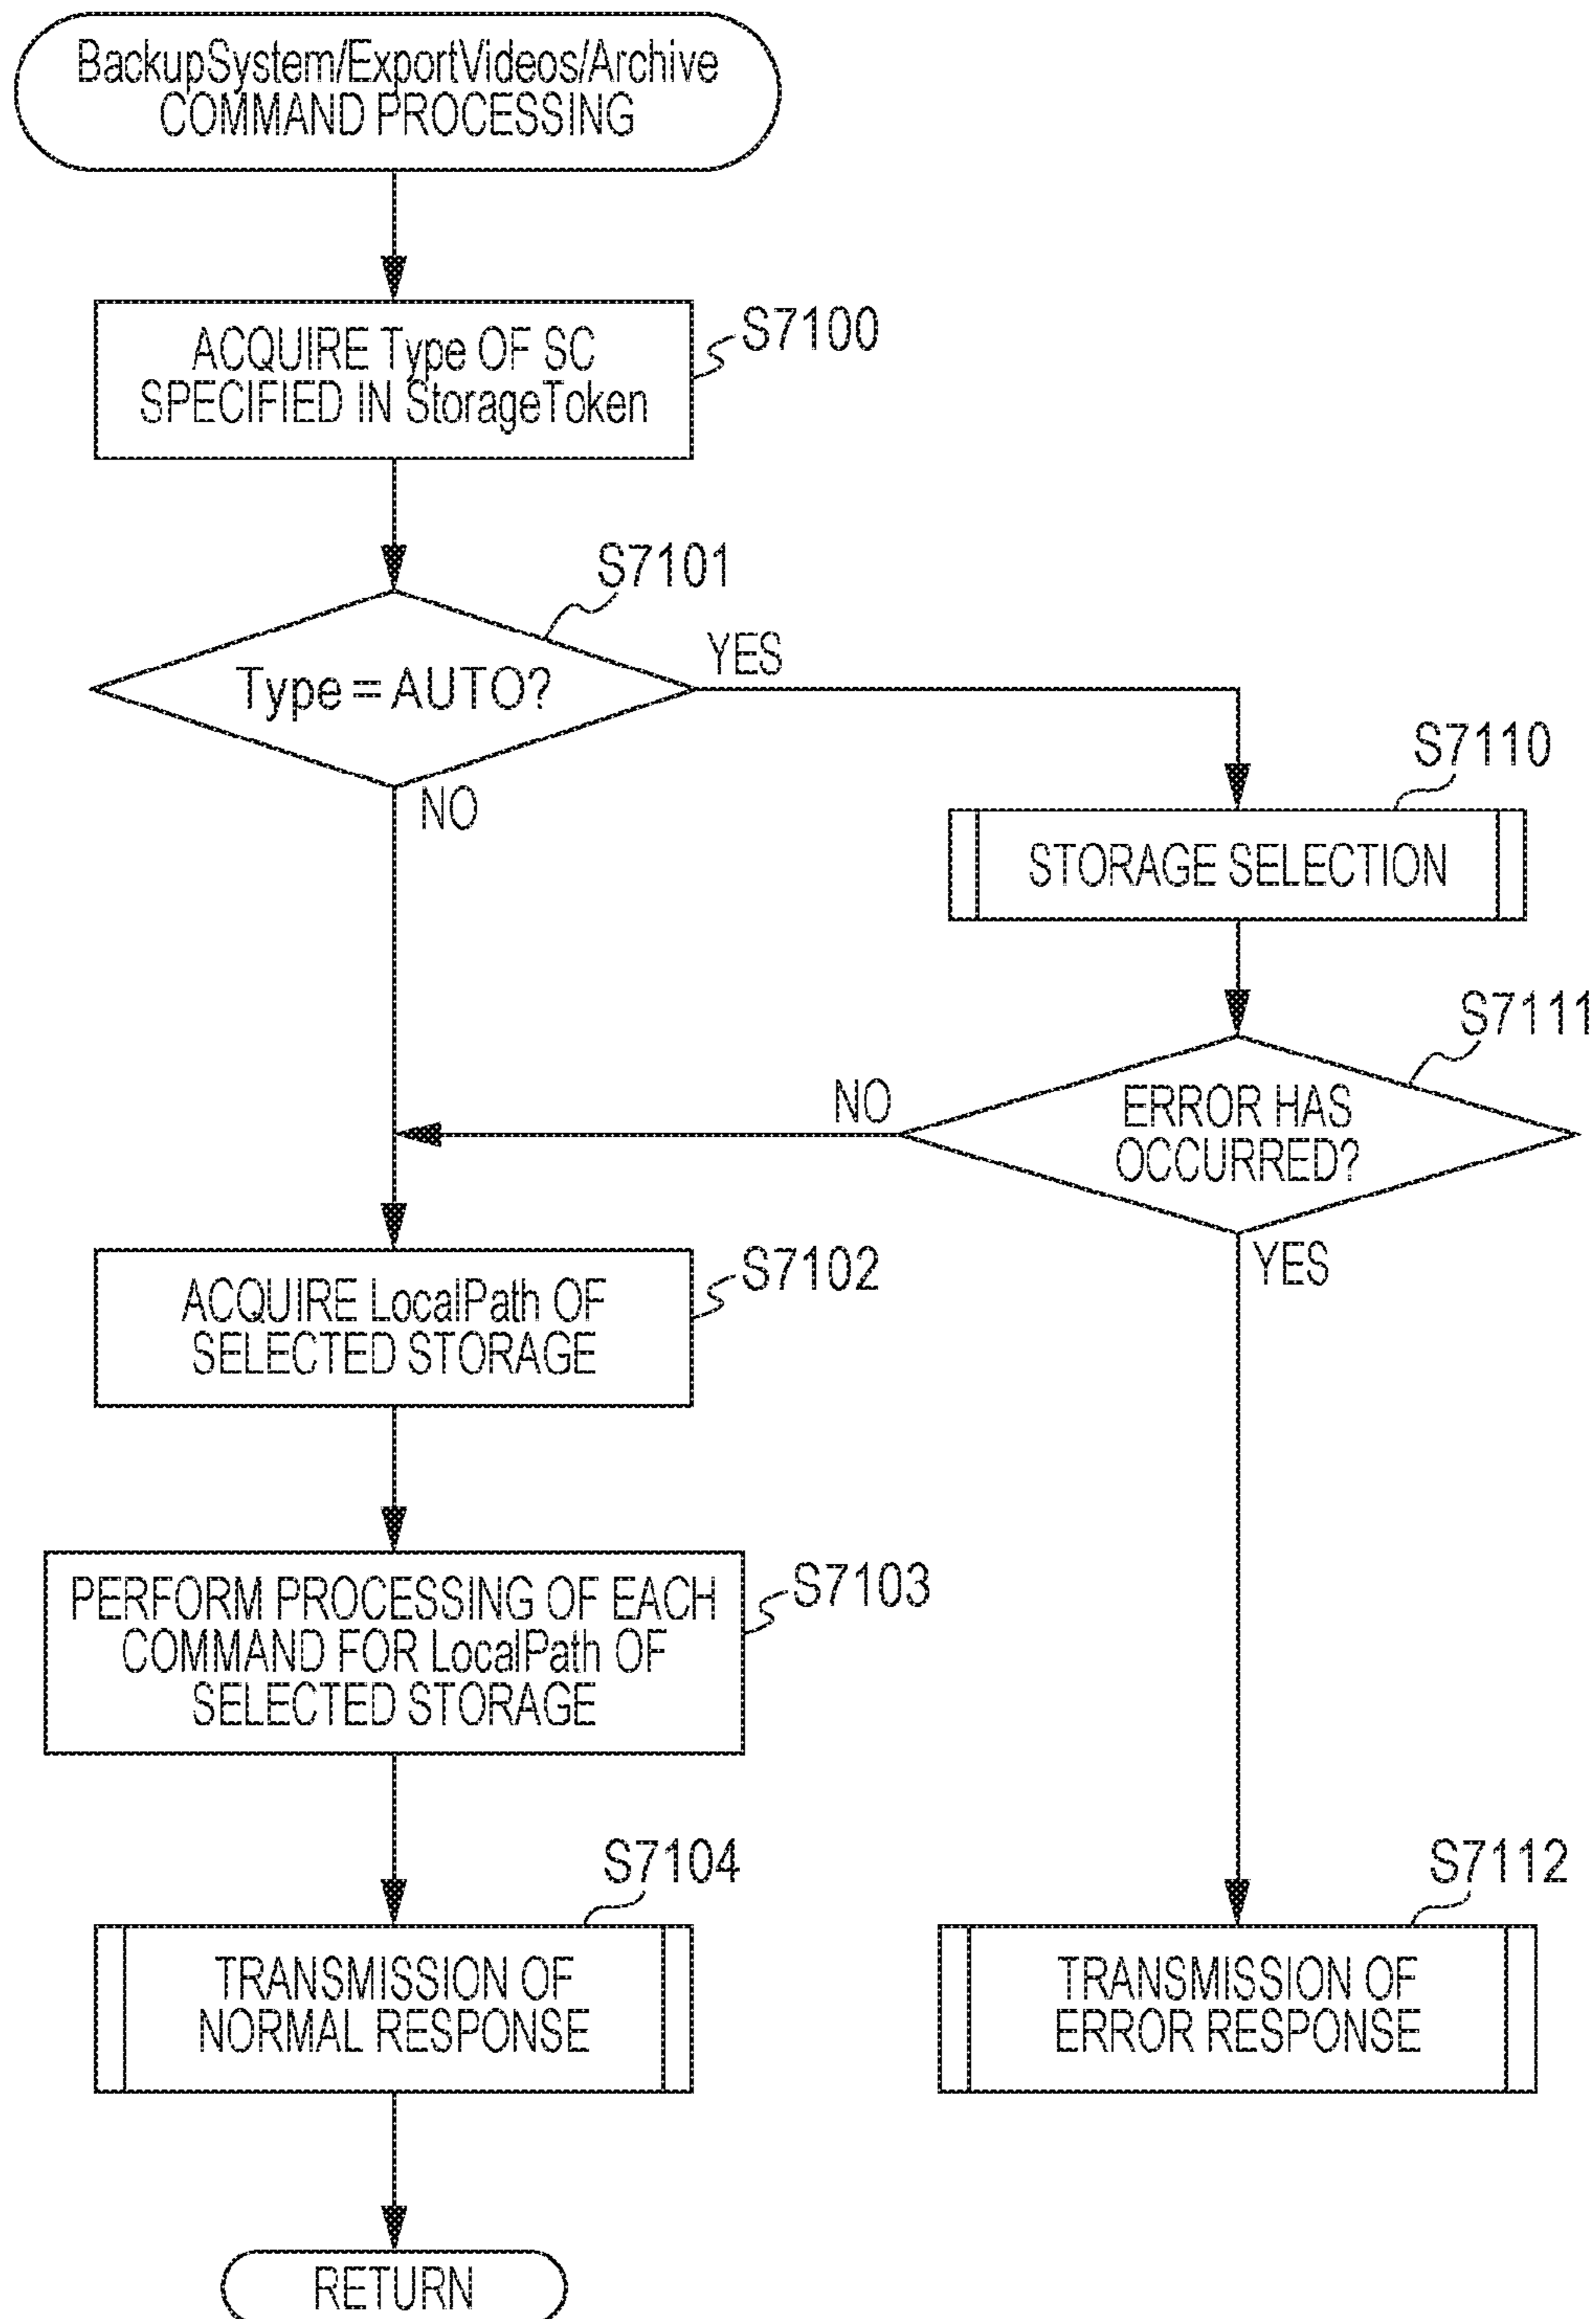 BackupSystem/ExportVideos/Archive
COMMAND PROCESSING
ACQUIRE Type OF SC
SPECIFIED IN StorageToken
S7100
S7101
Type = AUTO?
YES
NO
S7110
STORAGE SELECTION
S7111
ERROR HAS
OCCURRED?
NO
YES
ACQUIRE LocalPath OF
SELECTED STORAGE
S7102
PERFORM PROCESSING OF EACH
COMMAND FOR LocalPath OF
SELECTED STORAGE
S7103
S7104
TRANSMISSION OF
NORMAL RESPONSE
S7112
TRANSMISSION OF
ERROR RESPONSE
RETURN